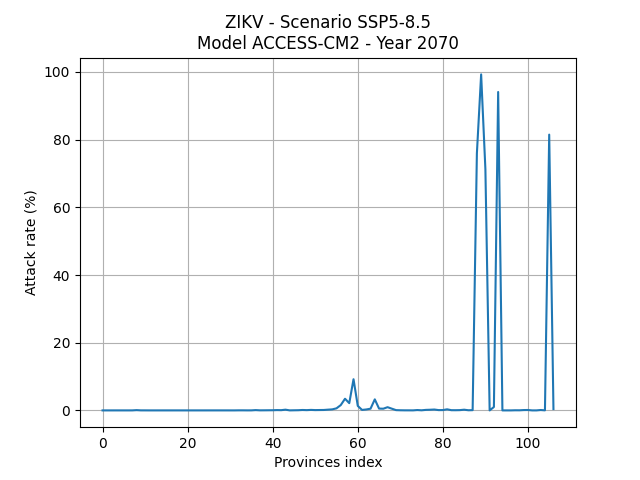 ZIKV - Scenario SSP5-8.5
Model ACCESS-CM2 - Year 2070
Attack rate (%)
100
80
60
40
20
0
0 20 40 60 80 100
Provinces index